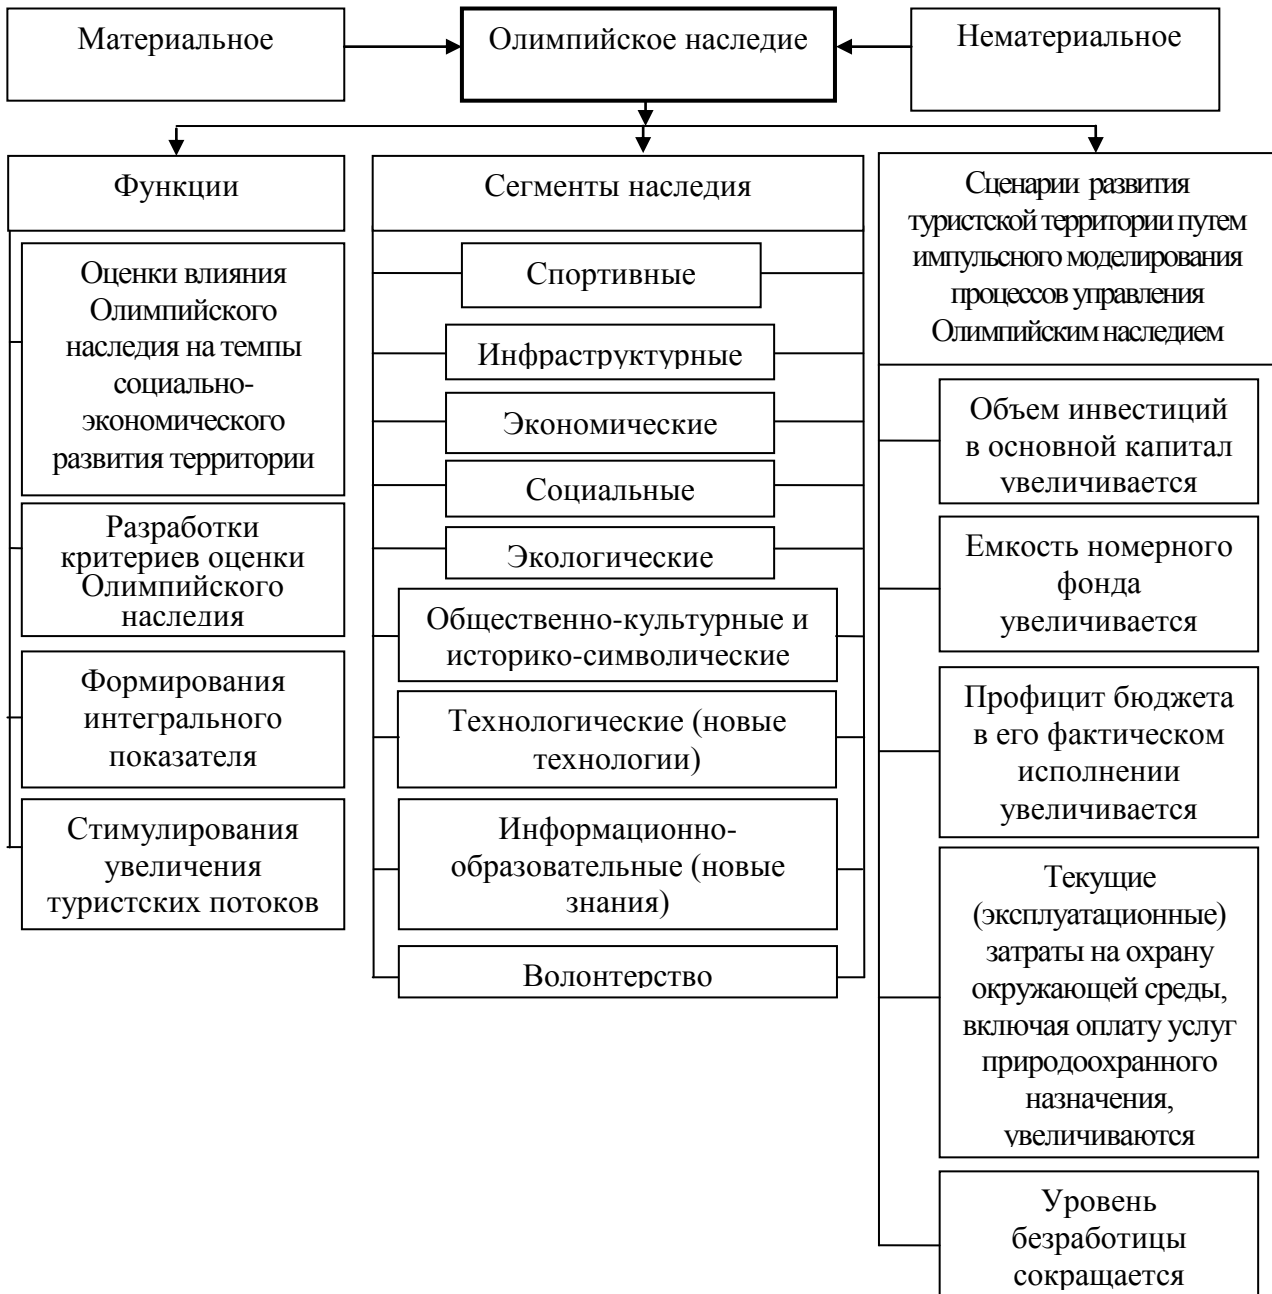 Материальное
Олимпийское наследие
Нематериальное
Функции
Оценки влияния
Олимпийского
наследия на темпы
социально-
экономического
развития территории
Разработки
критериев оценки
Олимпийского
наследия
Формирования
интегрального
показателя
Стимулирования
увеличения
туристских потоков
Сегменты наследия
Спортивные
Инфраструктурные
Экономические
Социальные
Экологические
Общественно-культурные и
историко-символические
Технологические (новые
технологии)
Информационно-
образовательные (новые
знания)
Волонтерство
Сценарии развития
туристской территории путем
импульсного моделирования
процессов управления
Олимпийским наследием
Объем инвестиций
в основной капитал
увеличивается
Емкость номерного
фонда
увеличивается
Профицит бюджета
в его фактическом
исполнении
увеличивается
Текущие
(эксплуатационные)
затраты на охрану
окружающей среды,
включая оплату услуг
природоохранного
назначения,
увеличиваются
Уровень
безработицы
сокращается